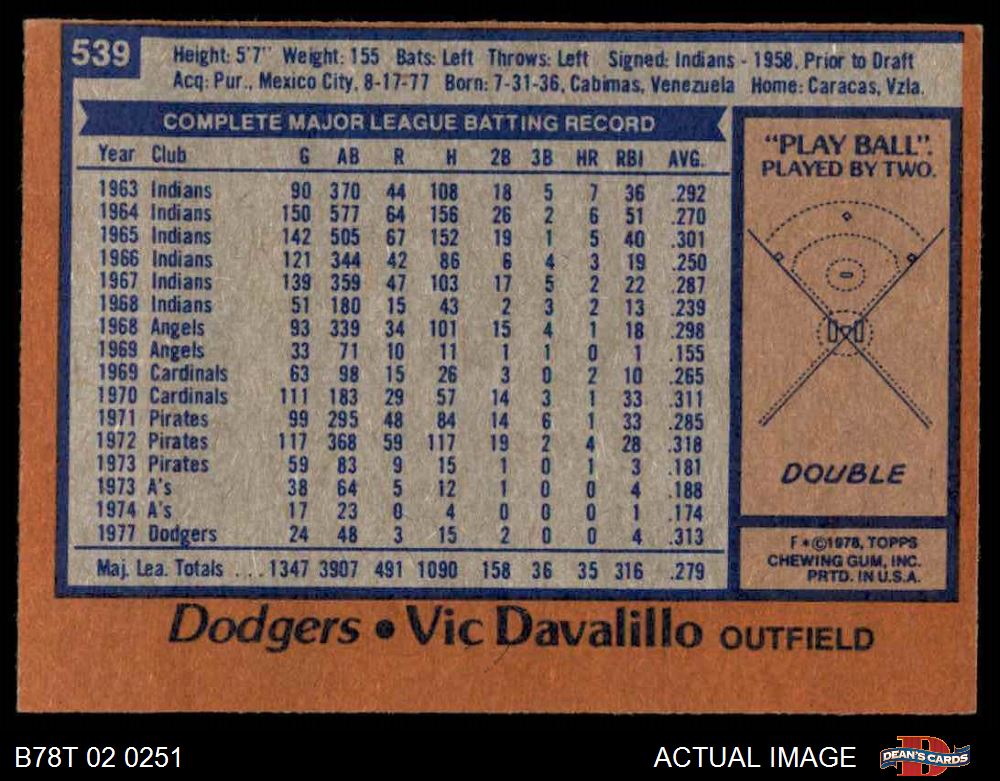 539
Height: 5'7" Weight: 155 Bats: Left Throws: Left Signed: Indians - 1958, Prior to Draft
Acq: Pur., Mexico City, 8-17-77 Born: 7-31-36, Cabimas, Venezuela Home: Caracas, Vzla.
COMPLETE MAJOR LEAGUE BATTING RECORD
Year Club G AB R H 2B 3B HR RBI AVG.
1963 Indians 90 370 44 108 18 5 7 36 .292
1964 Indians 150 577 64 156 26 2 6 51 .270
1965 Indians 142 505 67 152 19 1 5 40 .301
1966 Indians 121 344 42 86 6 4 3 19 .250
1967 Indians 139 359 47 103 17 5 2 22 .287
1968 Indians 51 180 15 43 2 3 2 13 .239
1968 Angels 93 339 34 101 15 4 1 18 .298
1969 Angels 33 71 10 11 1 1 0 1 .155
1969 Cardinals 63 98 15 26 3 0 2 10 .265
1970 Cardinals 111 183 29 57 14 3 1 33 .311
1971 Pirates 99 295 48 84 14 6 1 33 .285
1972 Pirates 117 368 59 117 19 2 4 28 .318
1973 Pirates 59 83 9 15 1 0 1 3 .181
1973 A's 38 64 5 12 1 0 0 4 .188
1974 A's 17 23 0 4 0 0 0 1 .174
1977 Dodgers 24 48 3 15 2 0 0 4 .313
Maj. Lea. Totals ... 1347 3907 491 1090 158 36 35 316 .279
"PLAY BALL".
PLAYED BY TWO.
DOUBLE
F * © 1978, TOPPS
CHEWING GUM, INC.
PRTD. IN U.S.A.
Dodgers • Vic Davalillo OUTFIELD
B78T 02 0251
ACTUAL IMAGE
DEAN'S CARDS